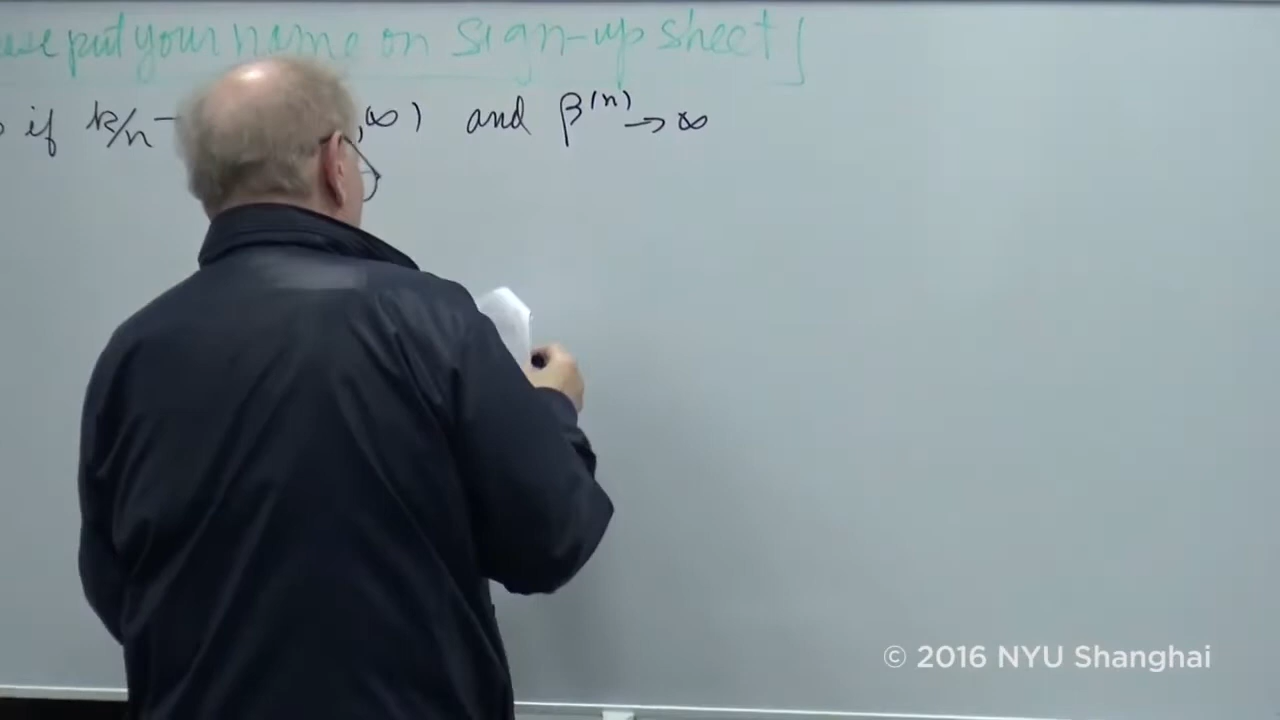 put your name on sign-up sheet]
if k/n , ∞) and β⁽ⁿ⁾ → ∞
© 2016 NYU Shanghai